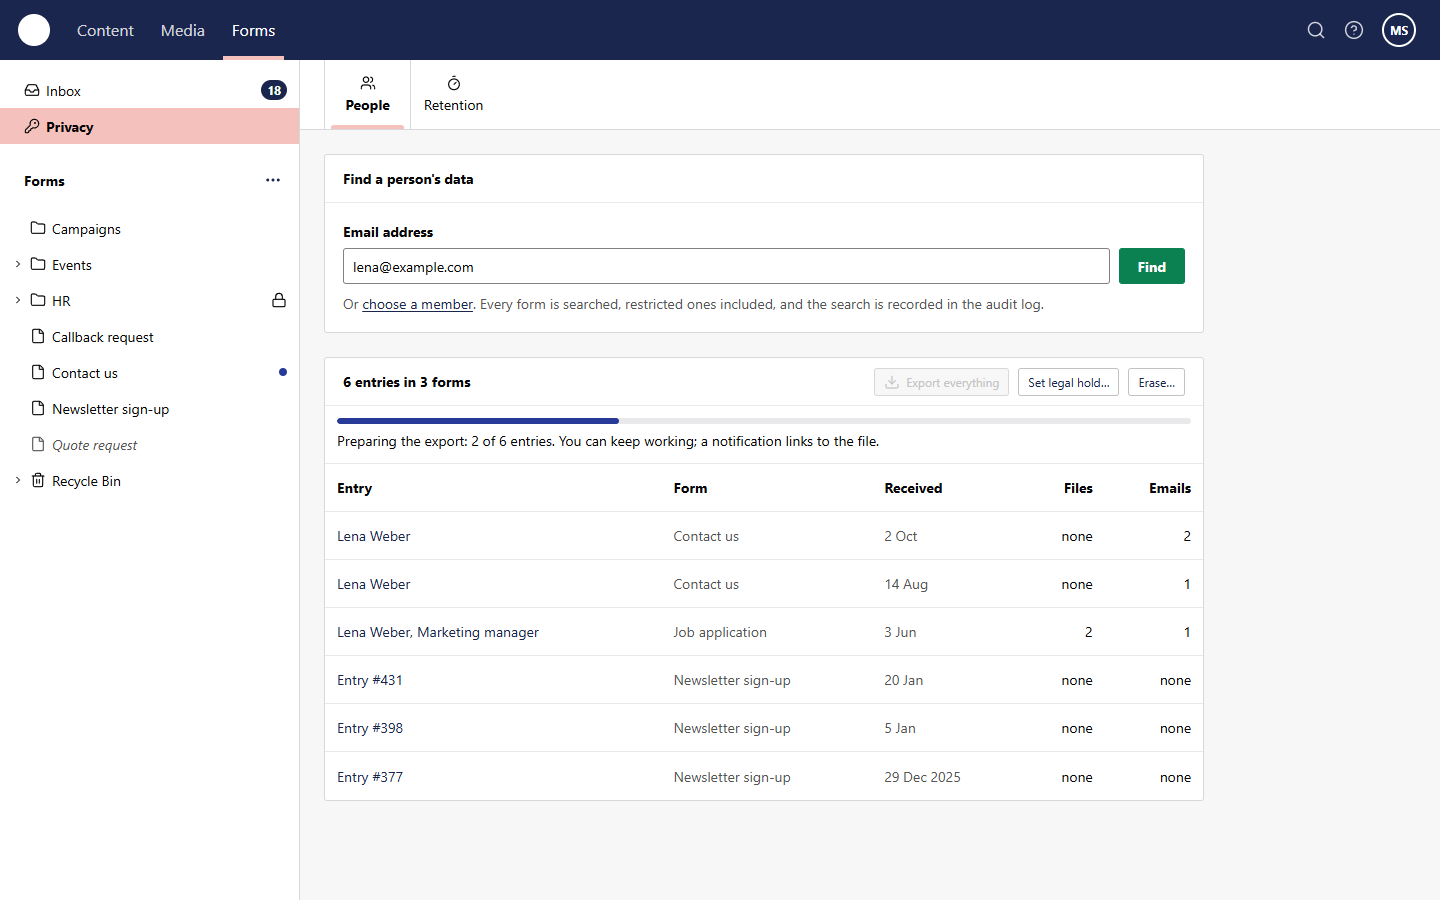 Content Media Forms MS
Inbox 18
Privacy
Forms
Campaigns
Events
HR
Callback request
Contact us
Newsletter sign-up
Quote request
Recycle Bin
People Retention
Find a person's data
Email address
lena@example.com Find
Or choose a member. Every form is searched, restricted ones included, and the search is recorded in the audit log.
6 entries in 3 forms Export everything Set legal hold... Erase...
Preparing the export: 2 of 6 entries. You can keep working; a notification links to the file.
Entry Form Received Files Emails
Lena Weber Contact us 2 Oct none 2
Lena Weber Contact us 14 Aug none 1
Lena Weber, Marketing manager Job application 3 Jun 2 1
Entry #431 Newsletter sign-up 20 Jan none none
Entry #398 Newsletter sign-up 5 Jan none none
Entry #377 Newsletter sign-up 29 Dec 2025 none none